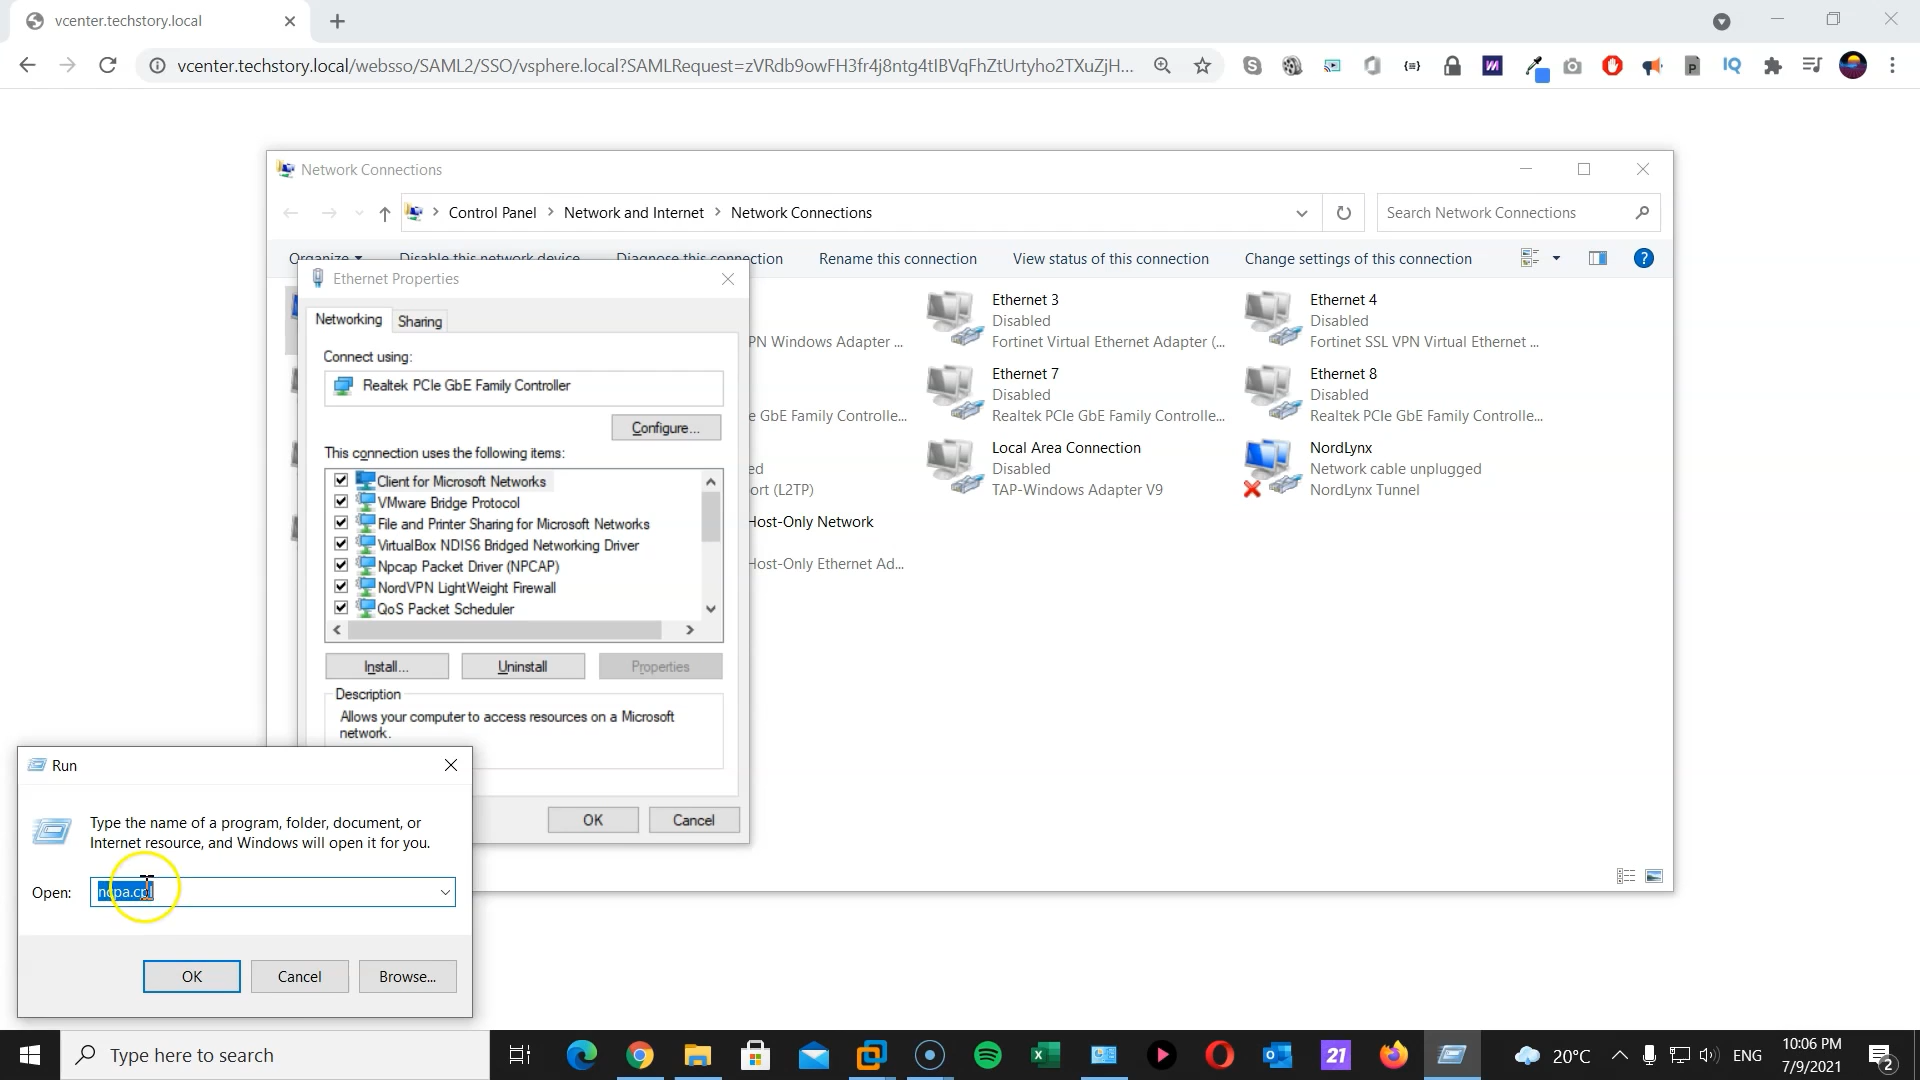 vcenter.techstory.local
vcenter.techstory.local/websso/SAML2/SSO/vsphere.local?SAMLRequest=zVRdb9owFH3fr4j8ntg4tIBVqFhZtUrtyho2TXuZjH...
IQ
Network Connections
Control Panel
Network and Internet
Network Connections
Search Network Connections
Organize
Disable this network device
Diagnose this connection
Rename this connection
View status of this connection
Change settings of this connection
Ethernet Properties
Networking
Sharing
Connect using:
Realtek PCIe GbE Family Controller
Configure...
This connection uses the following items:
Client for Microsoft Networks
VMware Bridge Protocol
File and Printer Sharing for Microsoft Networks
VirtualBox NDIS6 Bridged Networking Driver
Npcap Packet Driver (NPCAP)
NordVPN LightWeight Firewall
QoS Packet Scheduler
Install...
Uninstall
Properties
Description
Allows your computer to access resources on a Microsoft
network.
OK
Cancel
PN Windows Adapter ...
e GbE Family Controlle...
ed
ort (L2TP)
Host-Only Network
Host-Only Ethernet Ad...
Ethernet 3
Disabled
Fortinet Virtual Ethernet Adapter (...
Ethernet 4
Disabled
Fortinet SSL VPN Virtual Ethernet ...
Ethernet 7
Disabled
Realtek PCIe GbE Family Controlle...
Ethernet 8
Disabled
Realtek PCIe GbE Family Controlle...
Local Area Connection
Disabled
TAP-Windows Adapter V9
NordLynx
Network cable unplugged
NordLynx Tunnel
Run
Type the name of a program, folder, document, or
Internet resource, and Windows will open it for you.
Open:
ncpa.cpl
OK
Cancel
Browse...
Type here to search
21
20°C
ENG
10:06 PM
7/9/2021
2